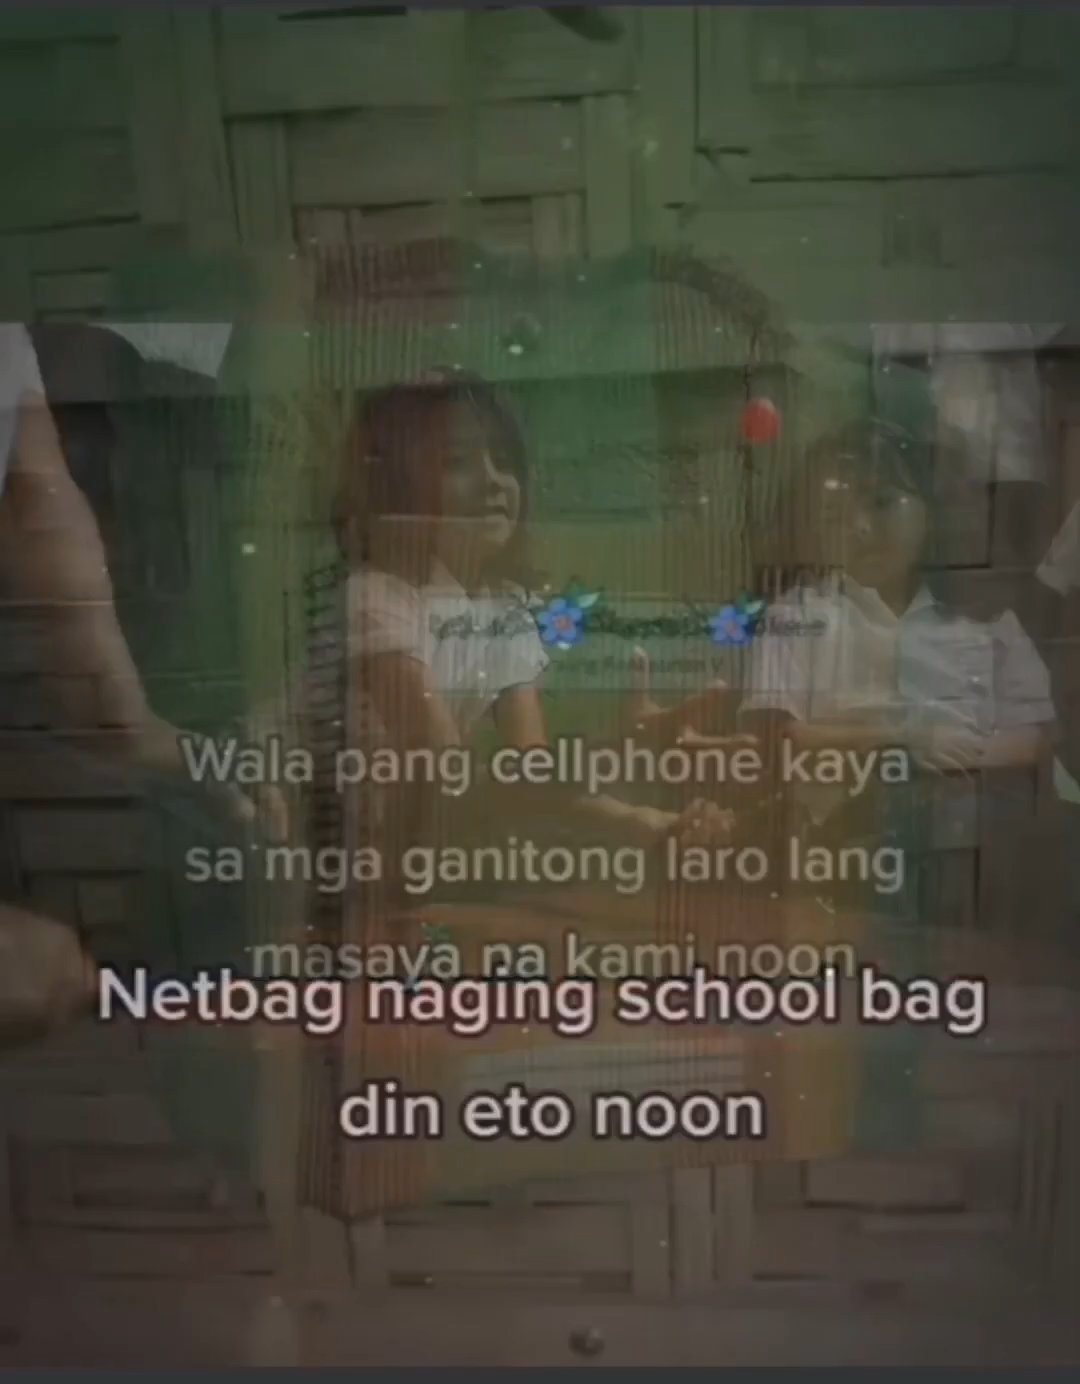 Wala pang cellphone kaya
sa mga ganitong laro lang
masaya na kami noon
Netbag naging school bag
din eto noon